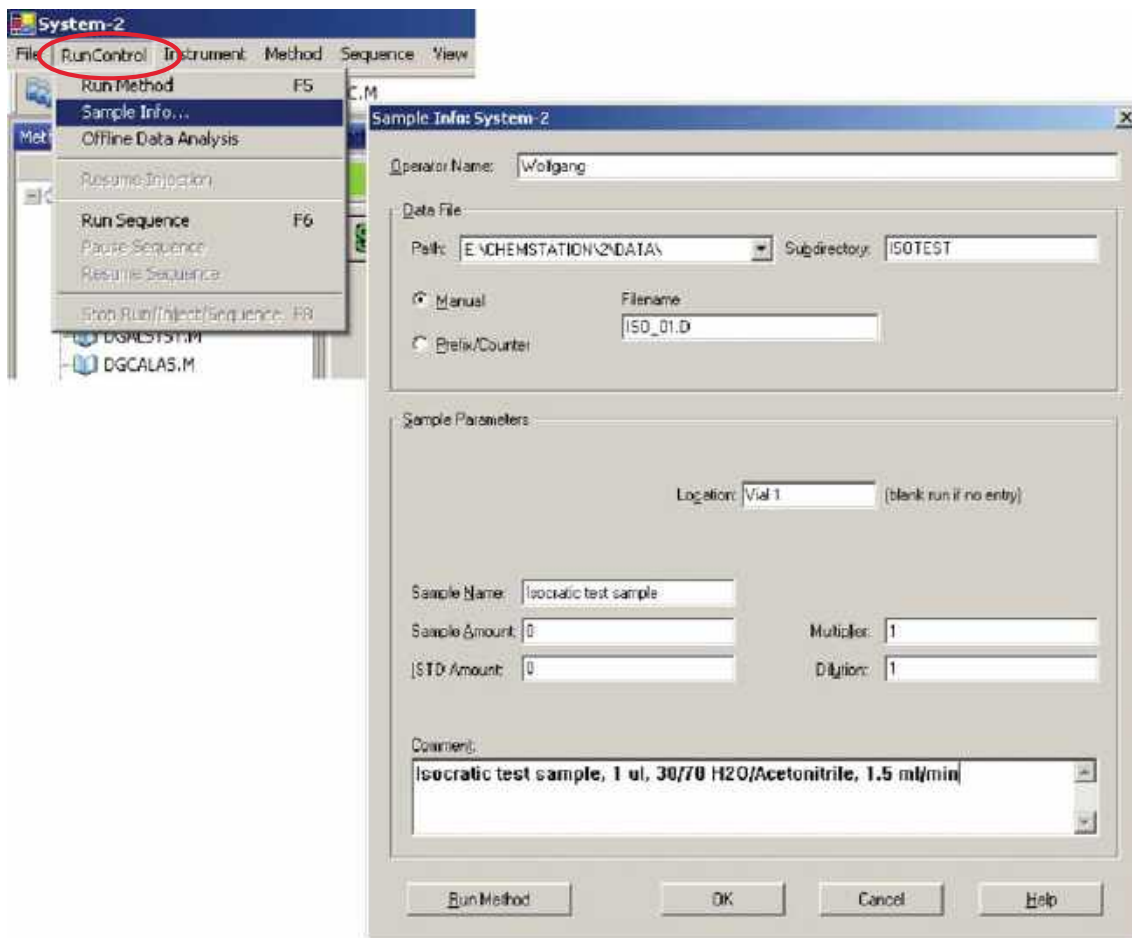 System-2
File RunControl Instrument Method Sequence View
Run Method F5
C.M
Sample Info...
Offline Data Analysis
Resume Injection
Run Sequence F6
Pause Sequence
Resume Sequence
Stop Run/Inject/Sequence F8
DGCALAS.M
Sample Info: System-2
Operator Name: Wolfgang
Data File
Path: E:\CHEMSTATION\2\DATA\ Subdirectory: ISOTEST
Manual Filename
ISO_01.D
Prefix/Counter
Sample Parameters
Location: Vial 1 (blank run if no entry)
Sample Name: Isocratic test sample
Sample Amount: 0 Multiplier: 1
ISTD Amount: 0 Dilution: 1
Comment:
Isocratic test sample, 1 ul, 30/70 H2O/Acetonitrile, 1.5 ml/min
Run Method OK Cancel Help